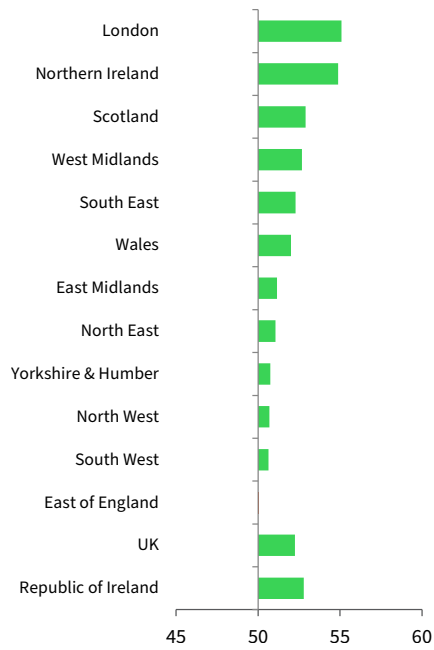 London
Northern Ireland
Scotland
West Midlands
South East
Wales
East Midlands
North East
Yorkshire & Humber
North West
South West
East of England
UK
Republic of Ireland
45 50 55 60